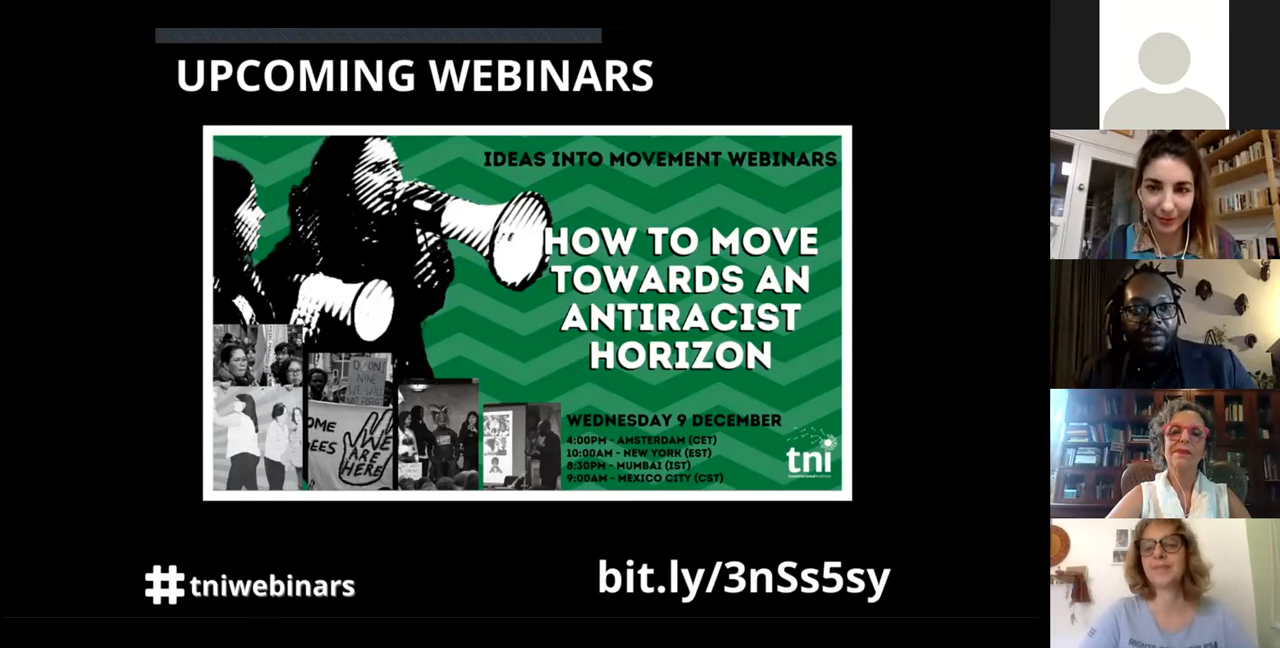 UPCOMING WEBINARS
IDEAS INTO MOVEMENT WEBINARS
HOW TO MOVE
TOWARDS AN
ANTIRACIST
HORIZON
WEDNESDAY 9 DECEMBER
4:00PM - AMSTERDAM (CET)
10:00AM - NEW YORK (EST)
8:30PM - MUMBAI (IST)
9:00AM - MEXICO CITY (CST)
tni
WE
ARE
HERE
#tniwebinars
bit.ly/3nSs5sy
RIGHTS